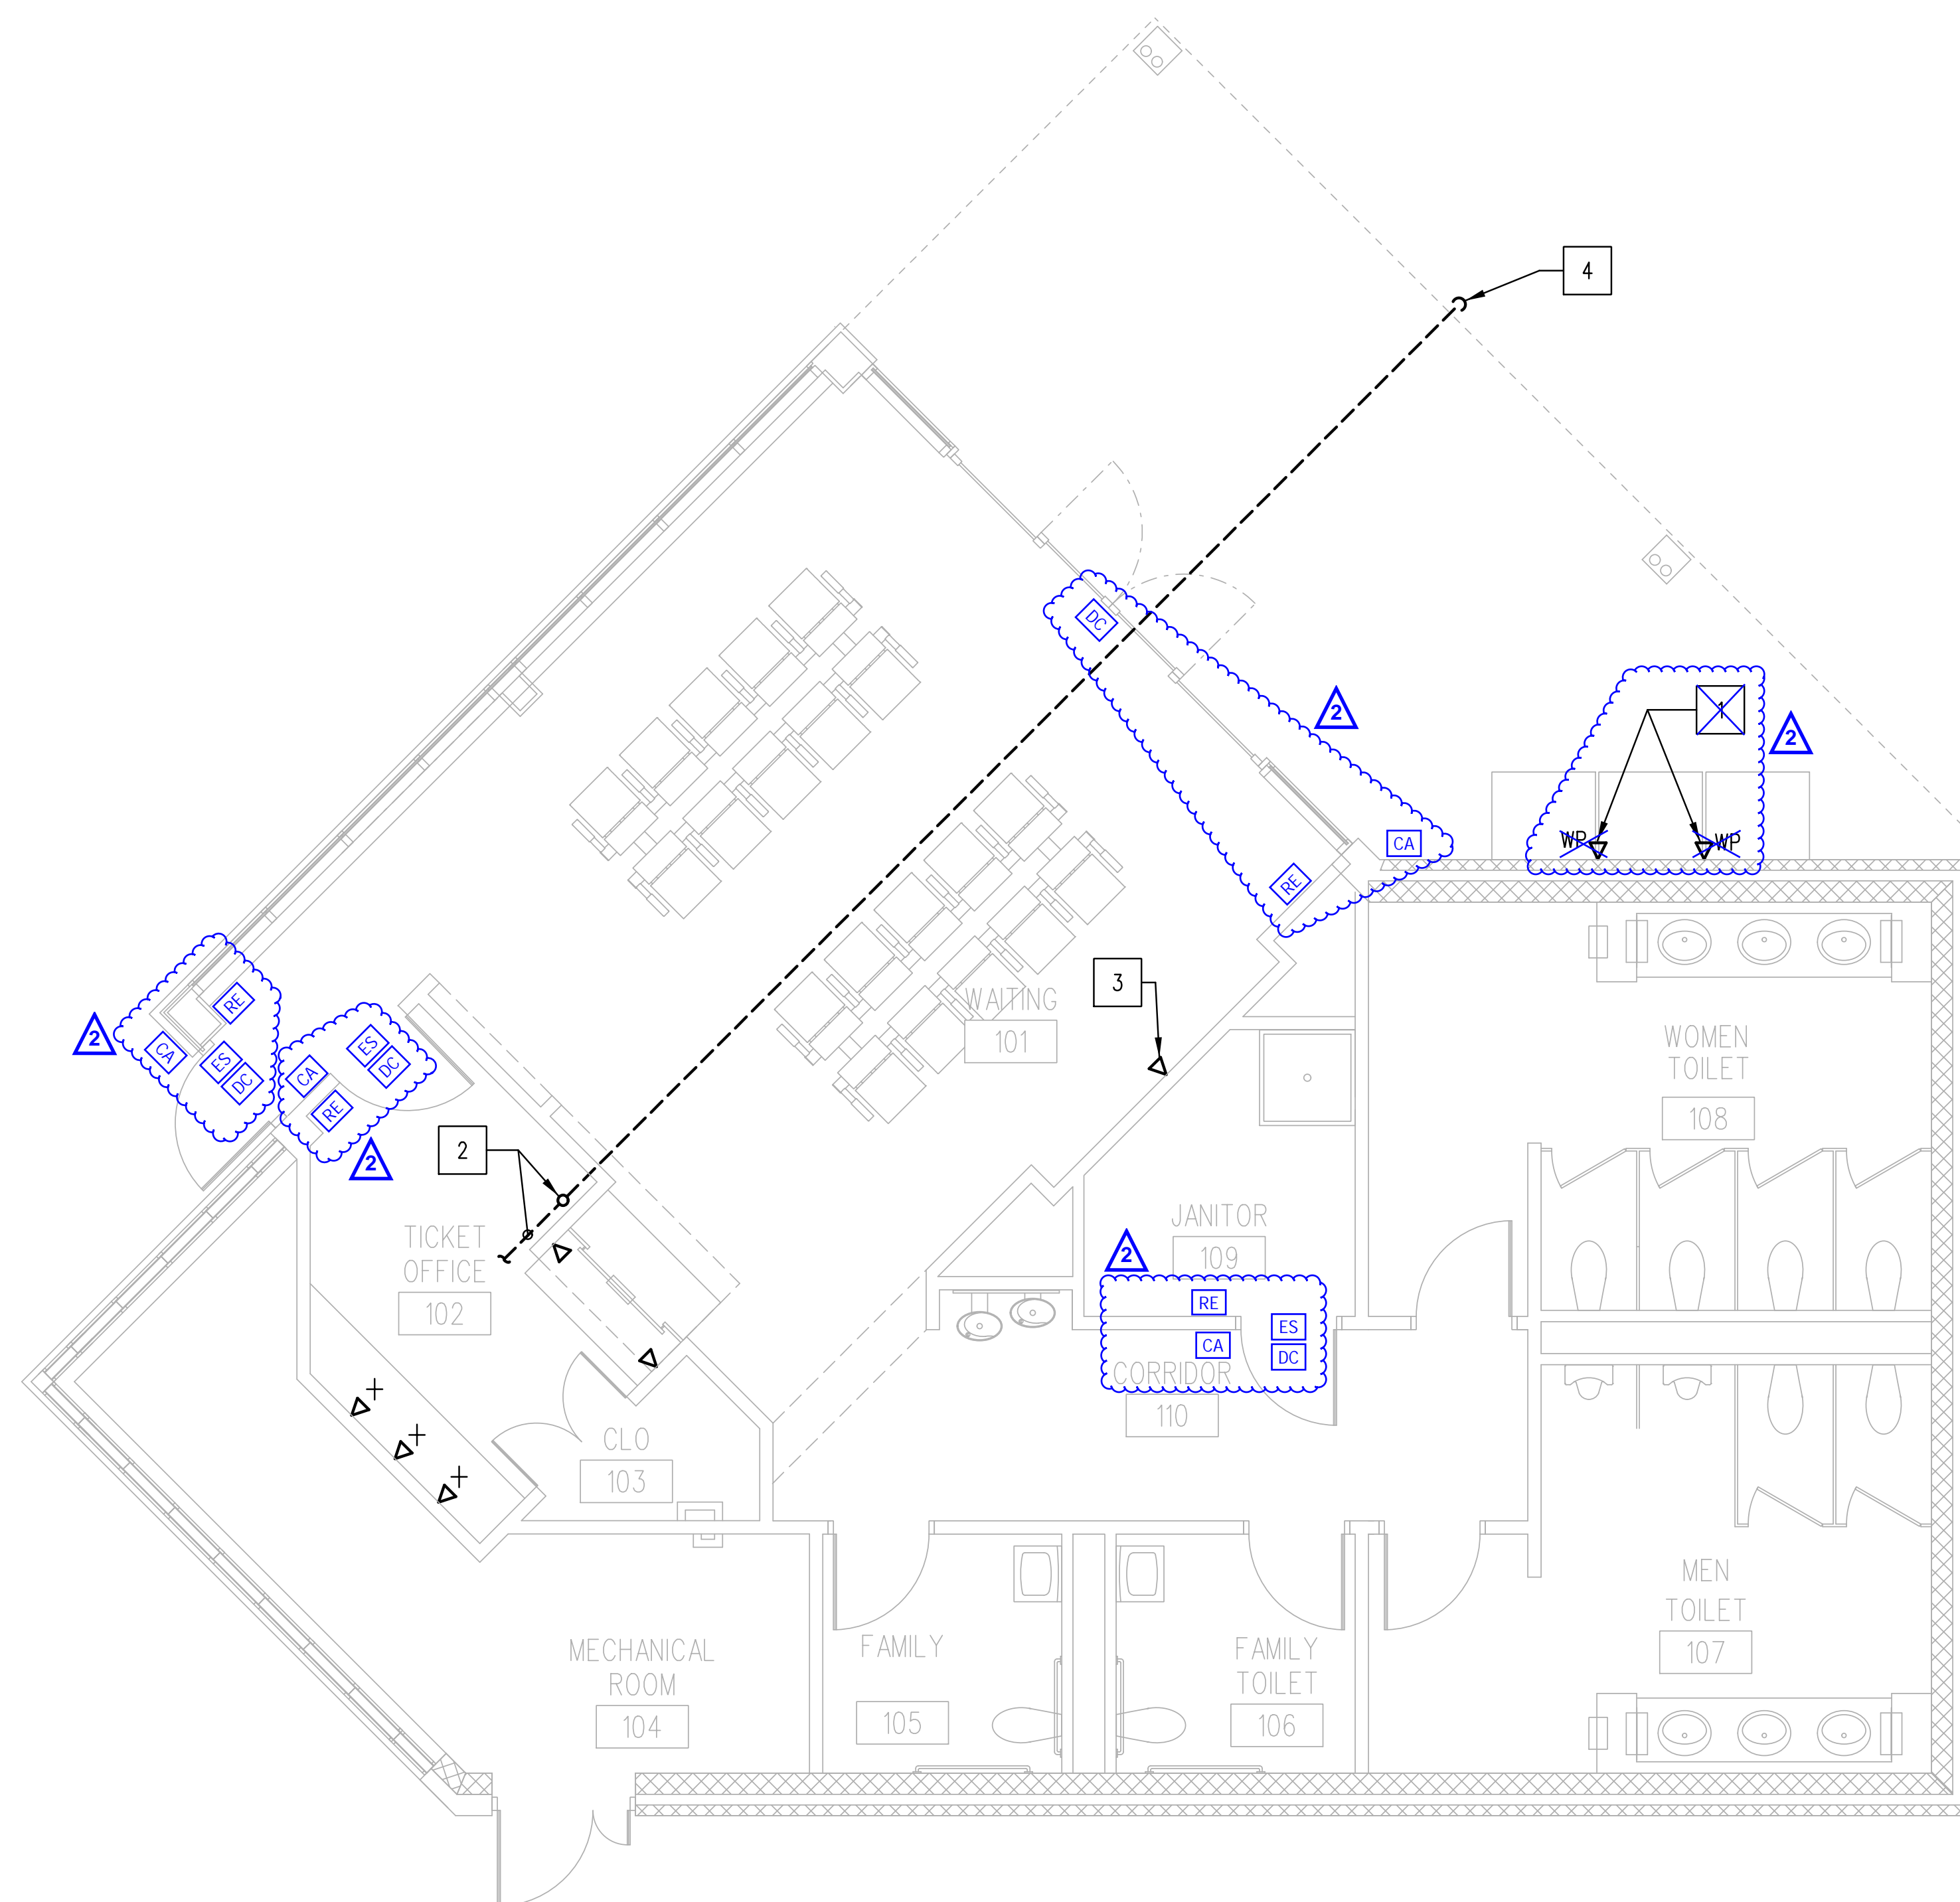 4
DC
2
1
2
WP
WP
CA
RE
3
WAITING
101
RE
CA
ES
DC
2
ES
DC
CA
RE
2
2
WOMEN
TOILET
108
TICKET
OFFICE
102
JANITOR
109
2
RE
ES
CA
DC
CORRIDOR
110
CLO
103
MEN
TOILET
107
MECHANICAL
ROOM
104
FAMILY
105
FAMILY
TOILET
106